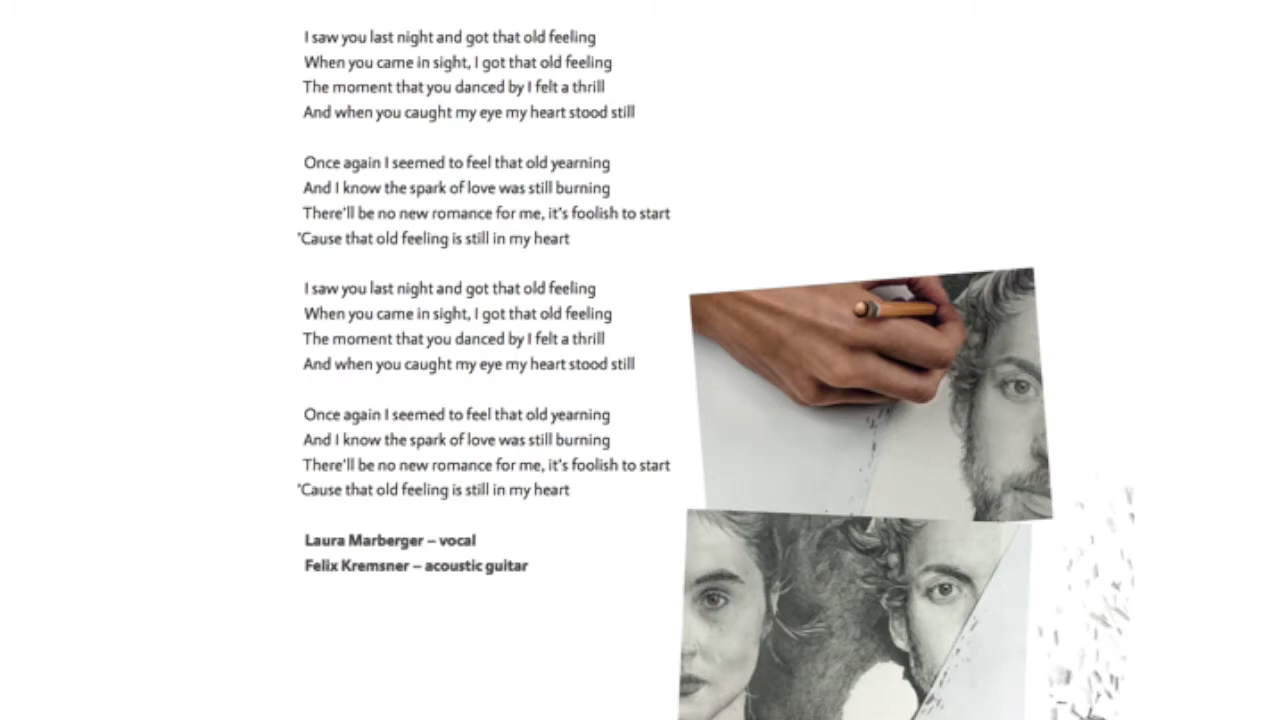 I saw you last night and got that old feeling
When you came in sight, I got that old feeling
The moment that you danced by I felt a thrill
And when you caught my eye my heart stood still
Once again I seemed to feel that old yearning
And I know the spark of love was still burning
There'll be no new romance for me, it's foolish to start
'Cause that old feeling is still in my heart
I saw you last night and got that old feeling
When you came in sight, I got that old feeling
The moment that you danced by I felt a thrill
And when you caught my eye my heart stood still
Once again I seemed to feel that old yearning
And I know the spark of love was still burning
There'll be no new romance for me, it's foolish to start
'Cause that old feeling is still in my heart
Laura Marberger – vocal
Felix Kremsner – acoustic guitar